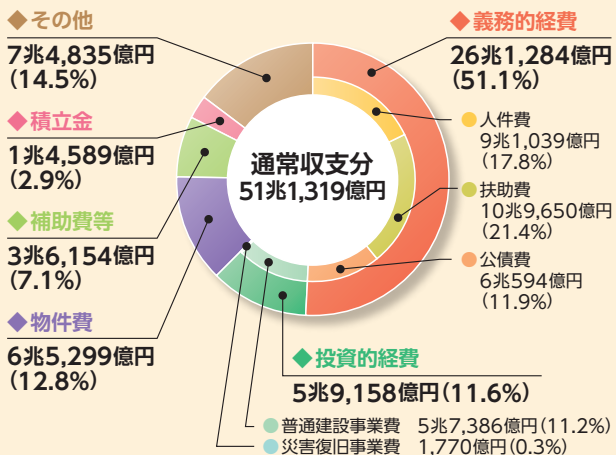 ◆その他
7兆4,835億円
(14.5%)
◆積立金
1兆4,589億円
(2.9%)
◆補助費等
3兆6,154億円
(7.1%)
◆物件費
6兆5,299億円
(12.8%)
通常収支分
51兆1,319億円
◆義務的経費
26兆1,284億円
(51.1%)
人件費
9兆1,039億円
(17.8%)
扶助費
10兆9,650億円
(21.4%)
公債費
6兆594億円
(11.9%)
◆投資的経費
5兆9,158億円(11.6%)
普通建設事業費 5兆7,386億円(11.2%)
災害復旧事業費 1,770億円(0.3%)